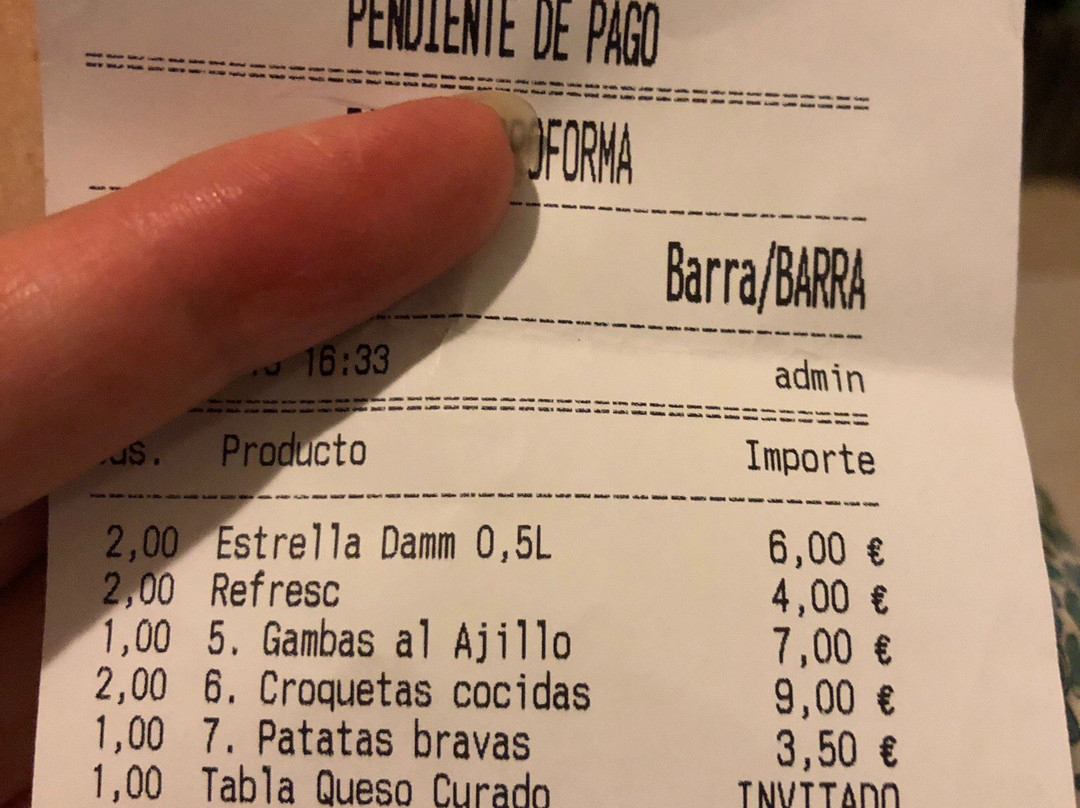 PENDIENTE DE PAGO
Barra/BARRA
16:33 admin
Producto Importe
2,00 Estrella Damm 0,5L 6,00 €
2,00 Refresc 4,00 €
1,00 5. Gambas al Ajillo 7,00 €
2,00 6. Croquetas cocidas 9,00 €
1,00 7. Patatas bravas 3,50 €
1,00 Tabla Queso Curado INVITADO